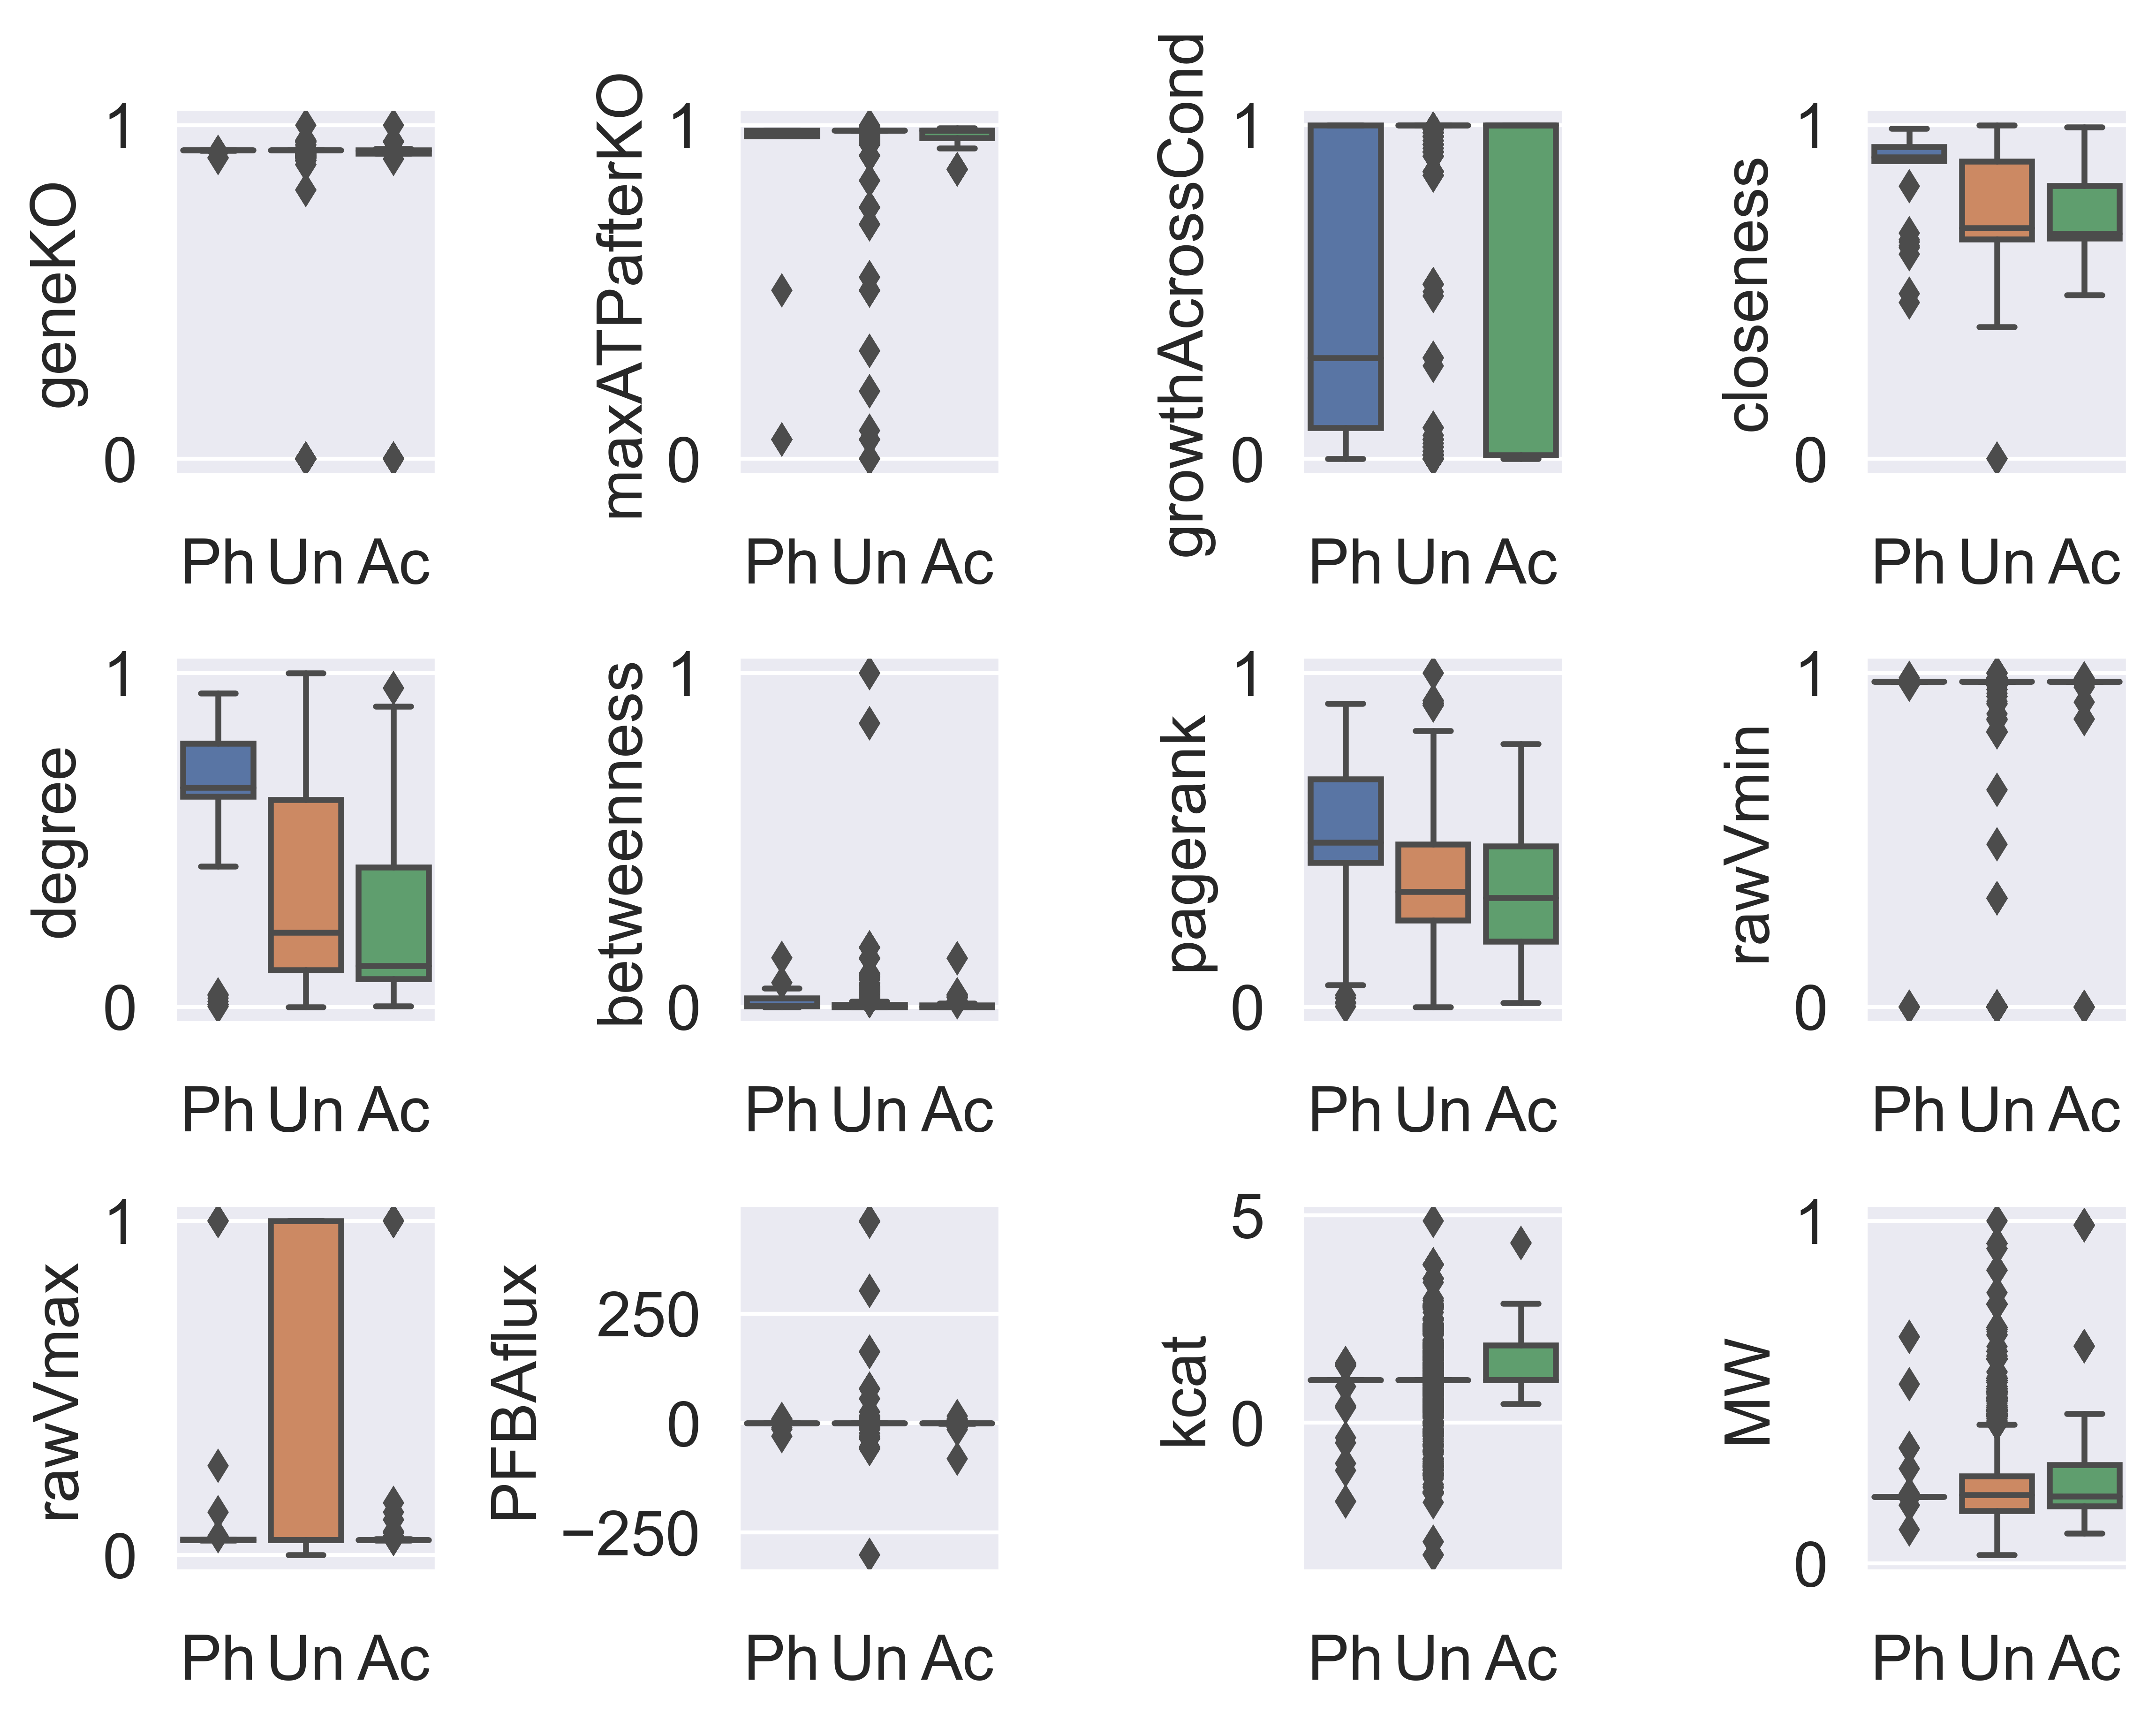 geneKO
1
0
Ph Un Ac
maxATPafterKO
1
0
Ph Un Ac
growthAcrossCond
1
0
Ph Un Ac
closeness
1
0
Ph Un Ac
degree
1
0
Ph Un Ac
betweenness
1
0
Ph Un Ac
pagerank
1
0
Ph Un Ac
rawVmin
1
0
Ph Un Ac
rawVmax
1
0
Ph Un Ac
PFBAflux
250
0
−250
Ph Un Ac
kcat
5
0
Ph Un Ac
MW
1
0
Ph Un Ac